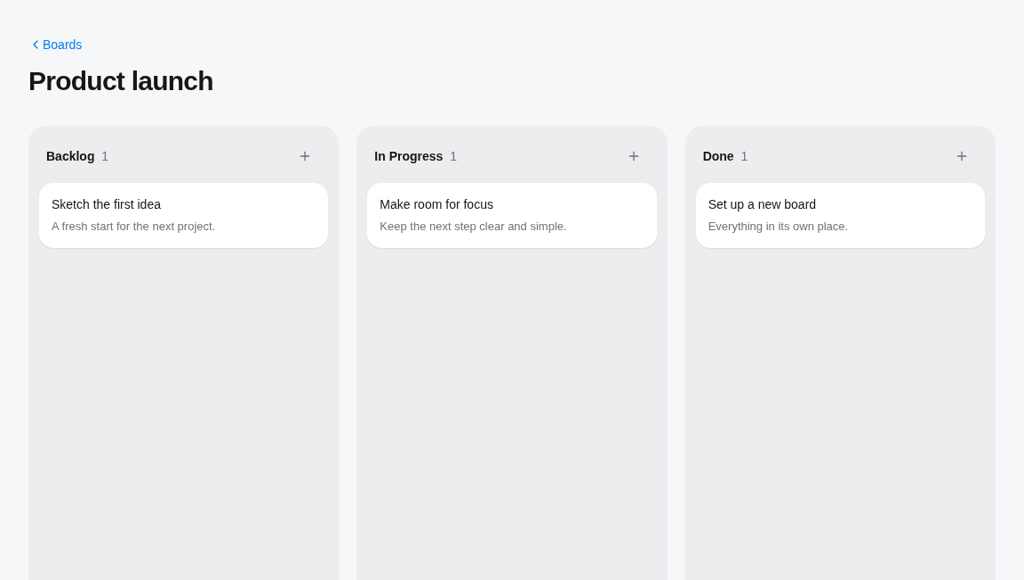 Boards
Product launch
Backlog 1
Sketch the first idea
A fresh start for the next project.
In Progress 1
Make room for focus
Keep the next step clear and simple.
Done 1
Set up a new board
Everything in its own place.